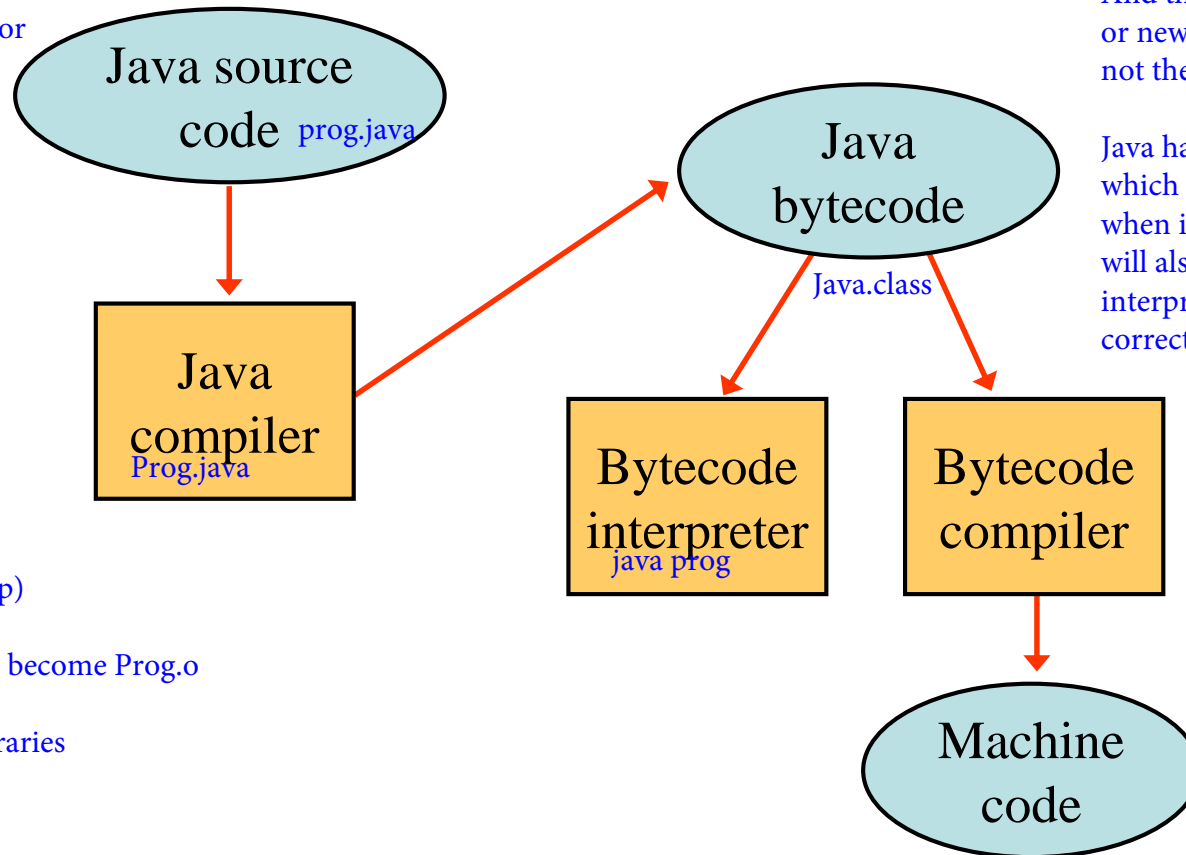 or
Java source
code prog.java
Java
compiler
Prog.java
p)
become Prog.o
raries
Java
bytecode
Java.class
Bytecode
interpreter
java prog
Bytecode
compiler
Machine
code
or new
not the
Java ha
which
when i
will als
interpr
correct